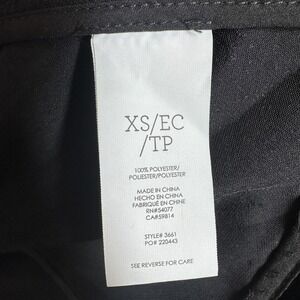 XS/EC
/TP
100% POLYESTER/
POLIESTER/POLYESTER
MADE IN CHINA
HECHO EN CHINA
FABRIQUÉ EN CHINE
RN#54077
CA#59814
STYLE# 3661
PO# 220443
SEE REVERSE FOR CARE